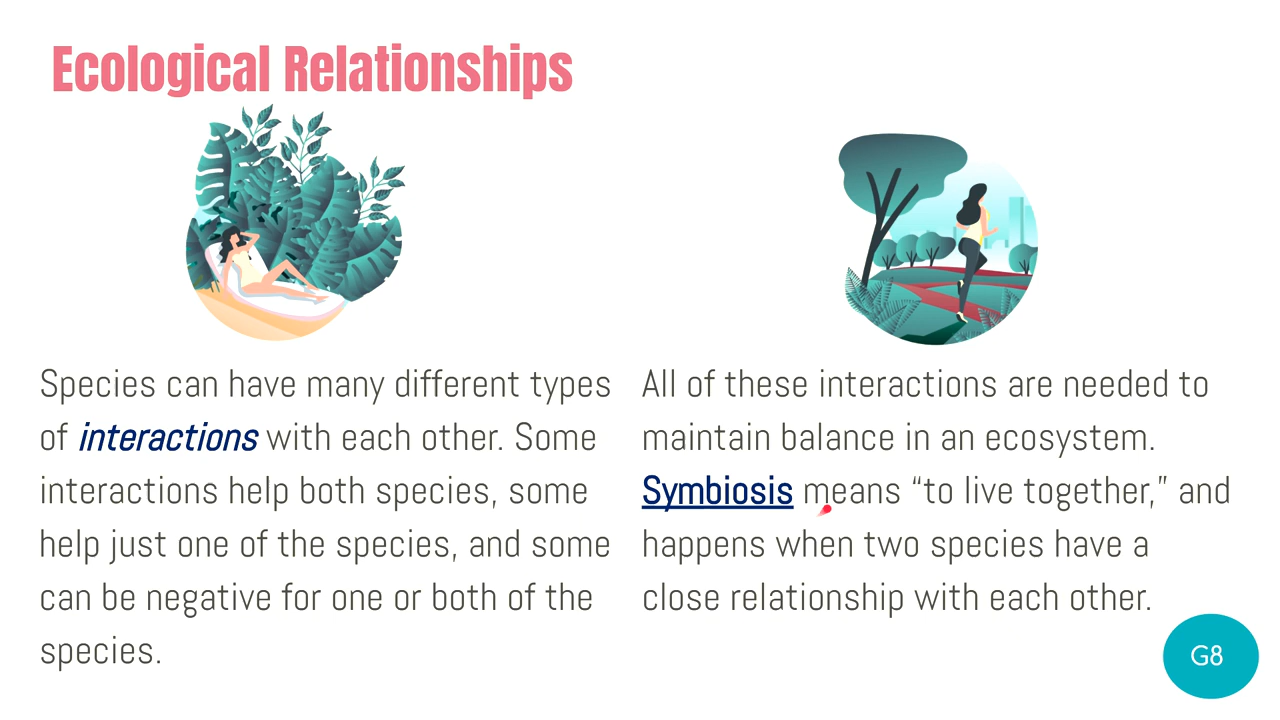 Ecological Relationships
Species can have many different types
of interactions with each other. Some
interactions help both species, some
help just one of the species, and some
can be negative for one or both of the
species.
All of these interactions are needed to
maintain balance in an ecosystem.
Symbiosis means “to live together,” and
happens when two species have a
close relationship with each other.
G8